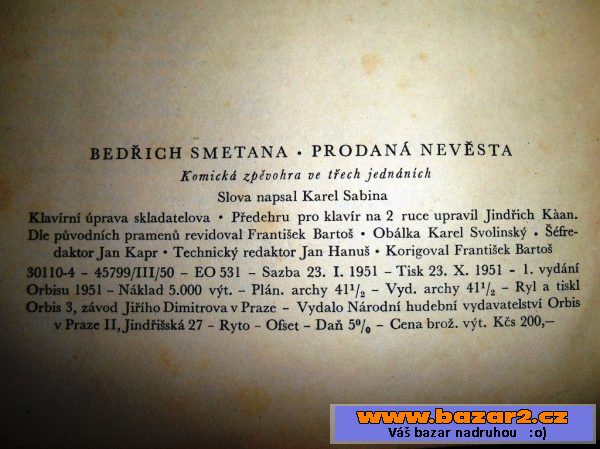 BEDŘICH SMETANA • PRODANÁ NEVĚSTA
Komická zpěvohra ve třech jednáních
Slova napsal Karel Sabina
Klavírní úprava skladatelova • Předehru pro klavír na 2 ruce upravil Jindřich Kàan.
Dle původních pramenů revidoval František Bartoš • Obálka Karel Svolinský • Šéfre-
daktor Jan Kapr • Technický redaktor Jan Hanuš • Korigoval František Bartoš
30110-4 – 45799/III/50 – EO 531 – Sazba 23. I. 1951 – Tisk 23. X. 1951 - 1. vydání
Orbisu 1951 – Náklad 5.000 výt. – Plán. archy 41¹/₂ – Vyd. archy 41¹/₂ – Ryl a tiskl
Orbis 3, závod Jiřího Dimitrova v Praze – Vydalo Národní hudební vydavatelství Orbis
v Praze II, Jindřišská 27 – Ryto – Ofset – Daň 5% – Cena brož. výt. Kčs 200,—
www.bazar2.cz
Váš bazar nadruhou :o)